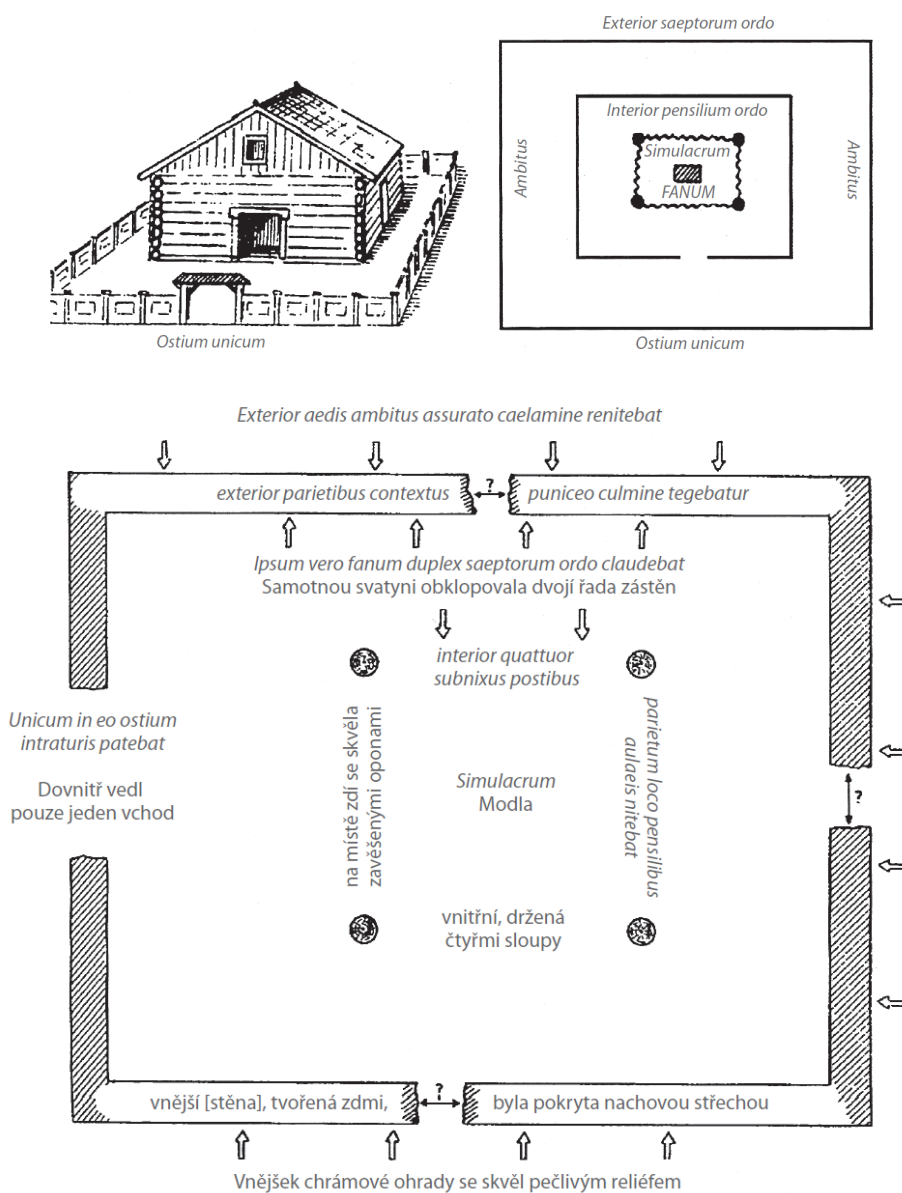 Exterior saeptorum ordo
Interior pensilium ordo
Ambitus
Simulacrum
Ambitus
FANUM
Ostium unicum
Ostium unicum
Exterior aedis ambitus assurato caelamine renitebat
exterior parietibus contextus
?
puniceo culmine tegebatur
Ipsum vero fanum duplex saeptorum ordo claudebat
Samotnou svatyni obklopovala dvojí řada zástěn
interior quattuor
subnixus postibus
Unicum in eo ostium
intraturis patebat
Dovnitř vedl
pouze jeden vchod
na místě zdí se skvěla
zavěšenými oponami
Simulacrum
Modla
parietum loco pensilibus
aulaeis nitebat
?
vnitřní, držená
čtyřmi sloupy
vnější [stěna], tvořená zdmi,
?
byla pokryta nachovou střechou
Vnějšek chrámové ohrady se skvěl pečlivým reliéfem